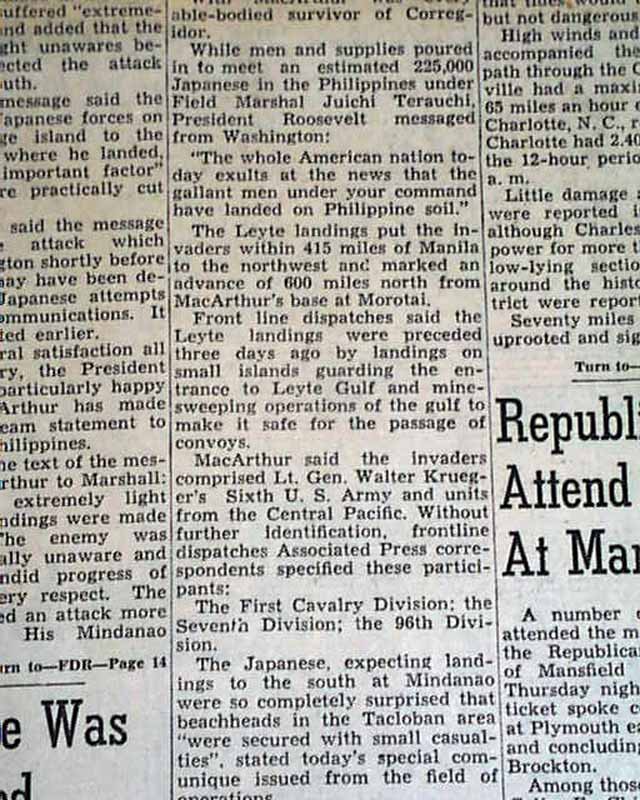 uffered "extreme-
nd added that the
ght unawares be-
ected the attack
uth.
message said the
apanese forces on
ge island to the
where he landed,
important factor"
re practically cut
said the message
attack which
gton shortly before
may have been de-
Japanese attempts
ommunications. It
ied earlier.
ral satisfaction all
ry, the President
particularly happy
Arthur has made
eam statement to
hilippines.
he text of the mes-
rthur to Marshall:
extremely light
ndings were made
The enemy was
ally unaware and
ndid progress of
ery respect. The
ed an attack more
His Mindanao
urn to—FDR—Page 14
e Was
able-bodied survivor of Correg-
idor.
While men and supplies poured
in to meet an estimated 225,000
Japanese in the Philippines under
Field Marshal Juichi Terauchi,
President Roosevelt messaged
from Washington:
"The whole American nation to-
day exults at the news that the
gallant men under your command
have landed on Philippine soil."
The Leyte landings put the in-
vaders within 415 miles of Manila
to the northwest and marked an
advance of 600 miles north from
MacArthur's base at Morotai.
Front line dispatches said the
Leyte landings were preceded
three days ago by landings on
small islands guarding the en-
trance to Leyte Gulf and mine-
sweeping operations of the gulf to
make it safe for the passage of
convoys.
MacArthur said the invaders
comprised Lt. Gen. Walter Krueg-
er's Sixth U. S. Army and units
from the Central Pacific. Without
further identification, frontline
dispatches Associated Press corre-
spondents specified these partici-
pants:
The First Cavalry Division; the
Seventh Division; the 96th Divi-
sion.
The Japanese, expecting land-
ings to the south at Mindanao
were so completely surprised that
beachheads in the Tacloban area
"were secured with small casual-
ties", stated today's special com-
unique issued from the field of
operations.
but not dangerous
High winds and
accompanied the
path through the C
ville had a maxi
65 miles an hour
Charlotte, N. C., r
Charlotte had 2.40
the 12-hour perio
a. m.
Little damage
were reported i
although Charles
power for more t
low-lying sectio
around the histo
trict were repor
Seventy miles
uprooted and sig
Turn to—
Republi
Attend
At Man
A number o
attended the m
the Republica
of Mansfield
Thursday nigh
ticket spoke c
at Plymouth ea
and concluding
Brockton.
Among those